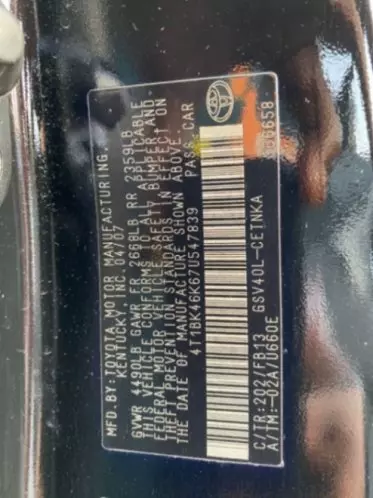 MFD. BY: TOYOTA MOTOR MANUFACTURING,
KENTUCKY, INC. 04/07
GVWR 4490LB GAWR FR 2668LB RR 2359LB
THIS VEHICLE CONFORMS TO ALL APPLICABLE
FEDERAL MOTOR VEHICLE SAFETY, BUMPER AND
THEFT PREVENTION STANDARDS IN EFFECT ON
THE DATE OF MANUFACTURE SHOWN ABOVE.
4T1BK46K67U547839 PASS. CAR
C/TR: 202/FB13 GSV40L-CETNKA
A/TM: -02A/U660E